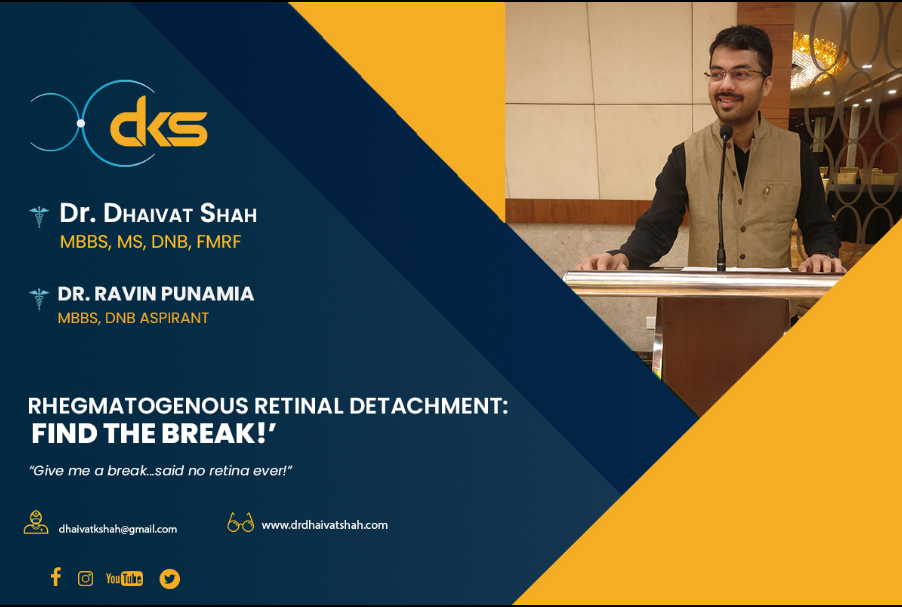 dks
Dr. Dhaivat Shah
MBBS, MS, DNB, FMRF
DR. RAVIN PUNAMIA
MBBS, DNB ASPIRANT
RHEGMATOGENOUS RETINAL DETACHMENT:
FIND THE BREAK!’
“Give me a break...said no retina ever!”
dhaivatkshah@gmail.com
www.drdhaivatshah.com
YouTube